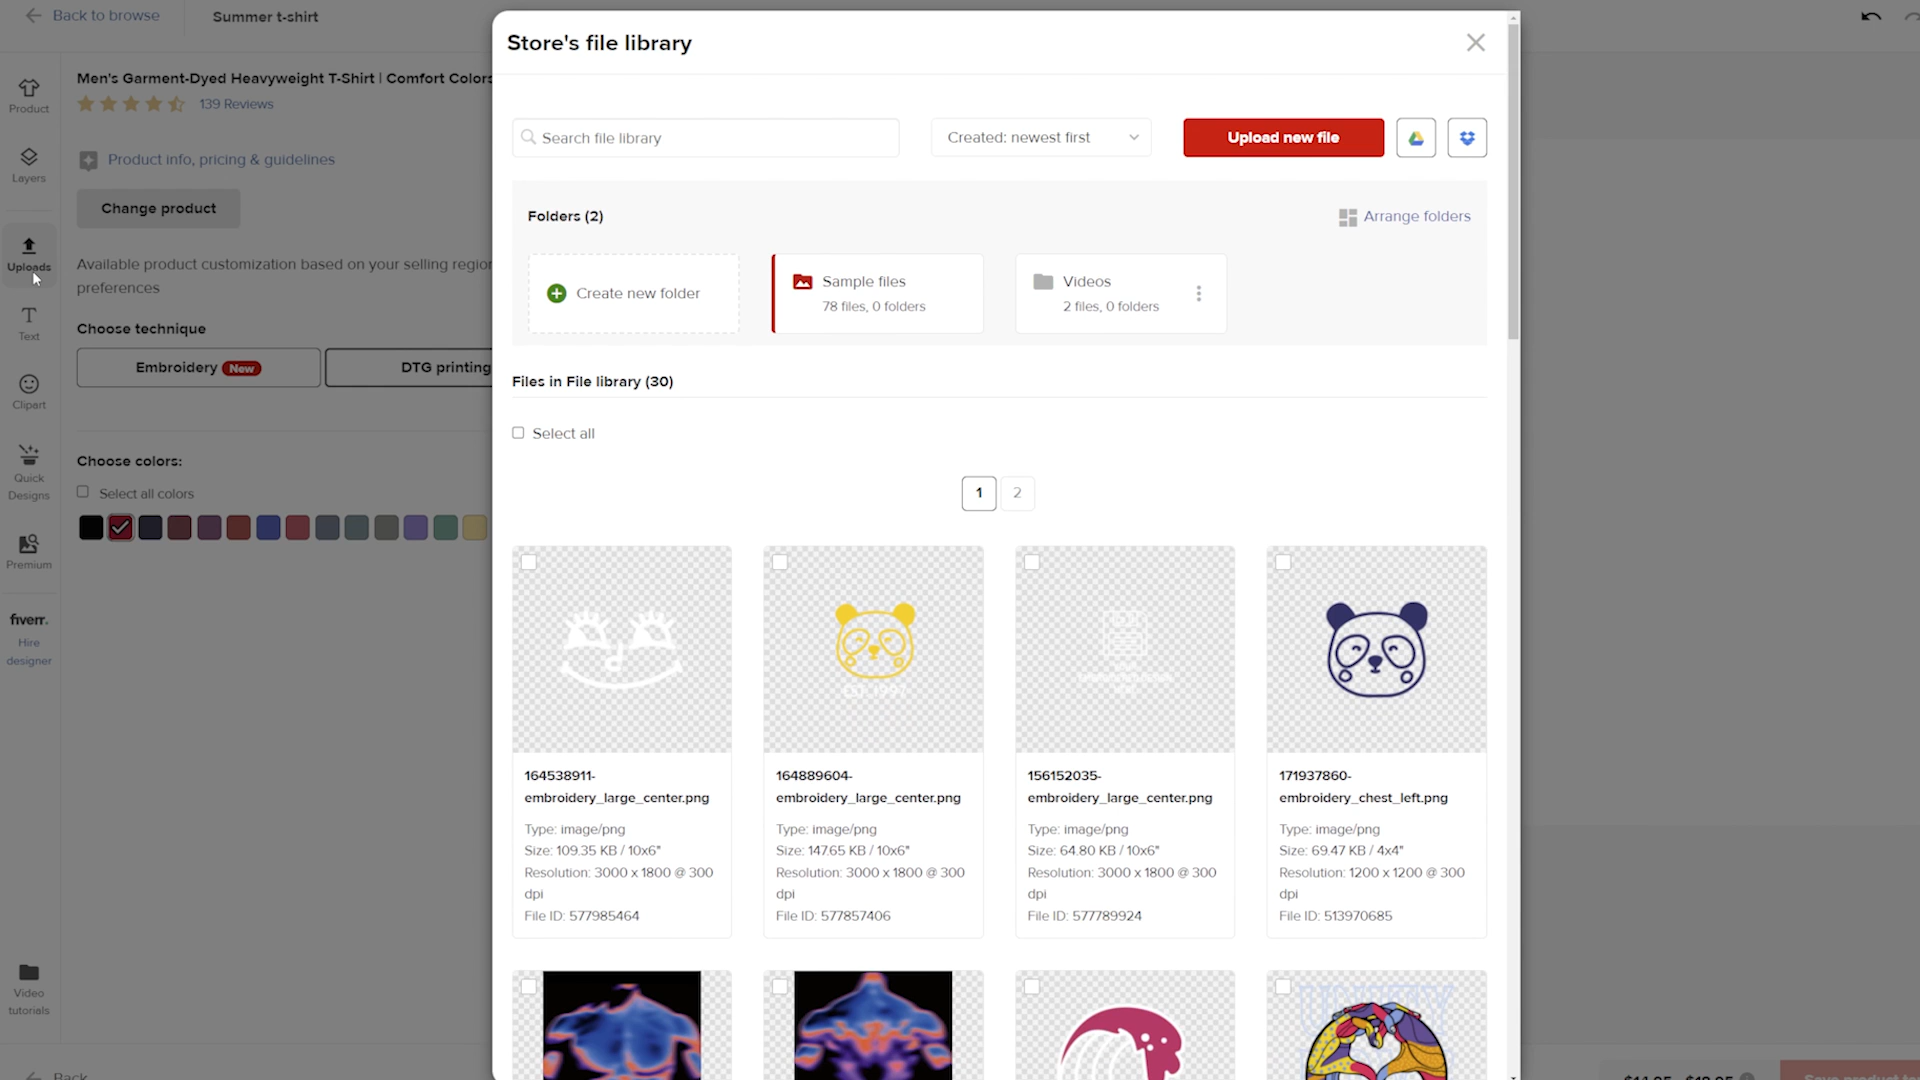 Back to browse
Summer t-shirt
Product
Layers
Uploads
Text
Clipart
Quick
Designs
Premium
fiverr.
Hire
designer
Video
tutorials
Back
Men's Garment-Dyed Heavyweight T-Shirt | Comfort Colors
139 Reviews
Product info, pricing & guidelines
Change product
Available product customization based on your selling region
preferences
Choose technique
Embroidery New
DTG printing
Choose colors:
Select all colors
Store's file library
Search file library
Created: newest first
Upload new file
Folders (2)
Arrange folders
Create new folder
Sample files
78 files, 0 folders
Videos
2 files, 0 folders
Files in File library (30)
Select all
1
2
EST. 1997
164538911-
embroidery_large_center.png
Type: image/png
Size: 109.35 KB / 10x6"
Resolution: 3000 x 1800 @ 300
dpi
File ID: 577985464
164889604-
embroidery_large_center.png
Type: image/png
Size: 147.65 KB / 10x6"
Resolution: 3000 x 1800 @ 300
dpi
File ID: 577857406
156152035-
embroidery_large_center.png
Type: image/png
Size: 64.80 KB / 10x6"
Resolution: 3000 x 1800 @ 300
dpi
File ID: 577789924
171937860-
embroidery_chest_left.png
Type: image/png
Size: 69.47 KB / 4x4"
Resolution: 1200 x 1200 @ 300
dpi
File ID: 513970685
UNITY
Save product to